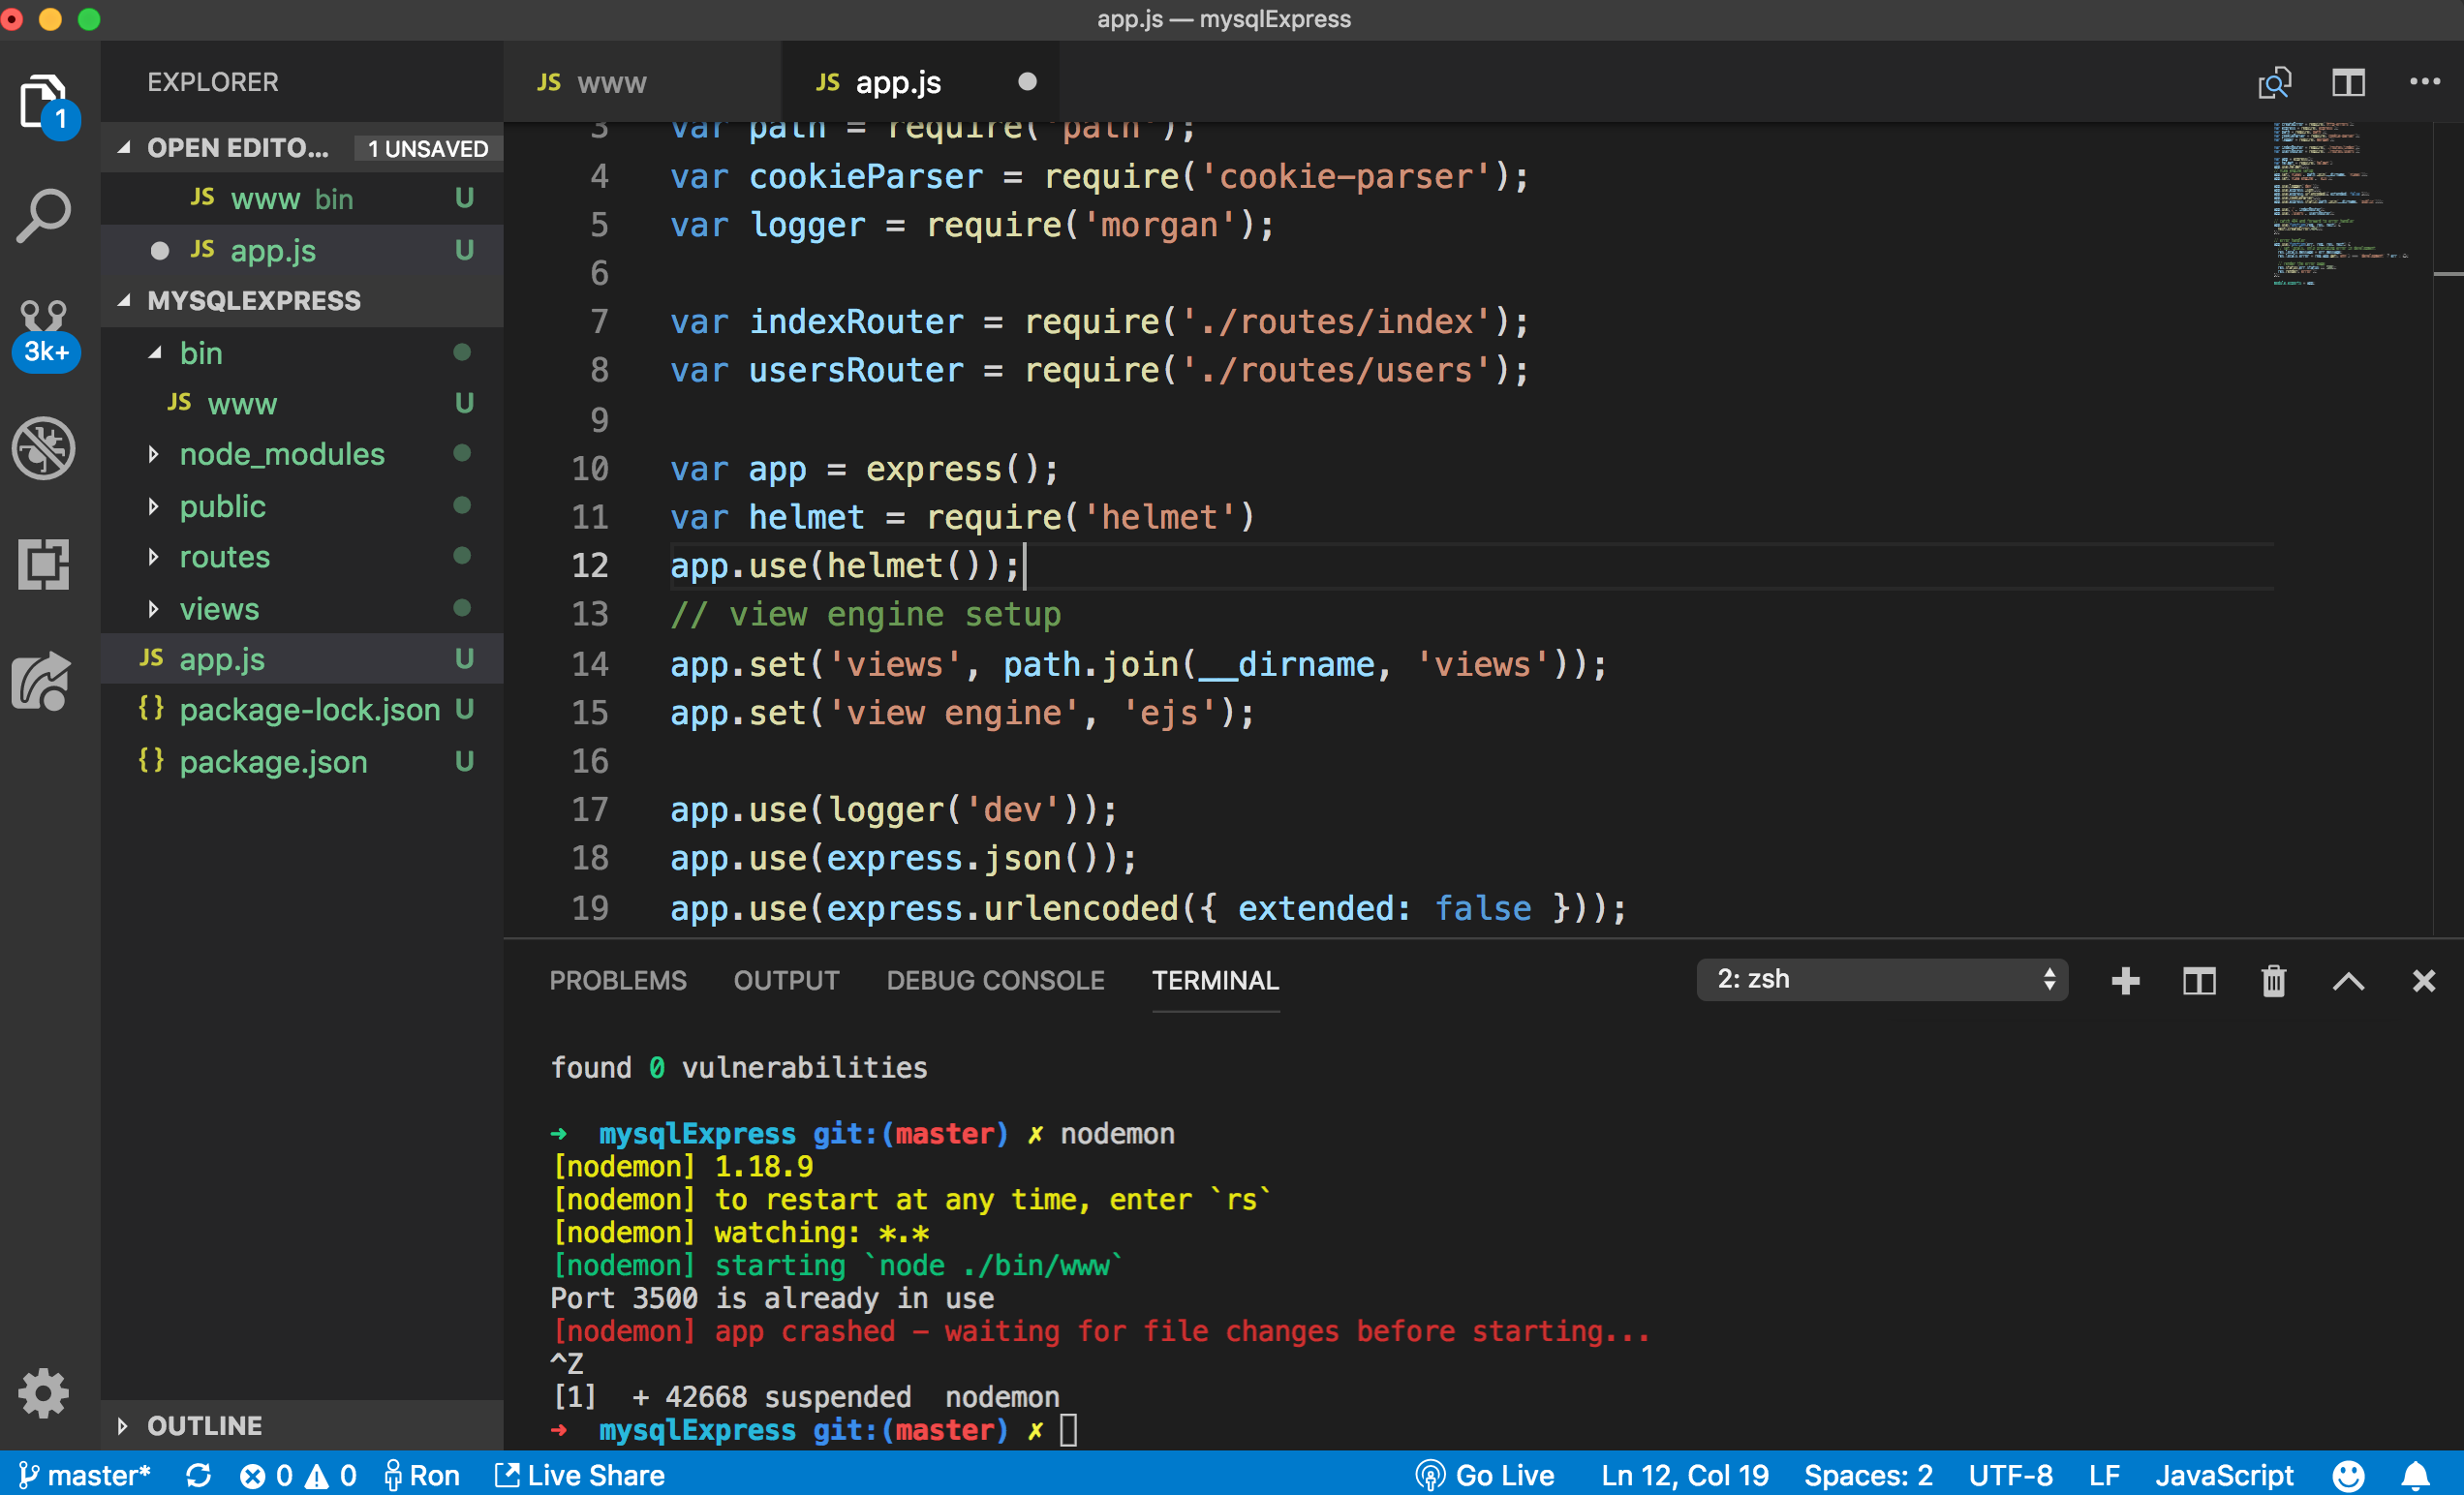 app.js — mysqlExpress
EXPLORER
JS www
JS app.js
OPEN EDITO... 1 UNSAVED
JS www bin U
JS app.js U
MYSQLEXPRESS
bin
JS www U
node_modules
public
routes
views
JS app.js U
{} package-lock.json U
{} package.json U
OUTLINE
1
3k+
3 var path = require('path');
4 var cookieParser = require('cookie-parser');
5 var logger = require('morgan');
6
7 var indexRouter = require('./routes/index');
8 var usersRouter = require('./routes/users');
9
10 var app = express();
11 var helmet = require('helmet')
12 app.use(helmet());
13 // view engine setup
14 app.set('views', path.join(__dirname, 'views'));
15 app.set('view engine', 'ejs');
16
17 app.use(logger('dev'));
18 app.use(express.json());
19 app.use(express.urlencoded({ extended: false }));
PROBLEMS OUTPUT DEBUG CONSOLE TERMINAL 2: zsh
found 0 vulnerabilities
➜ mysqlExpress git:(master) ✗ nodemon
[nodemon] 1.18.9
[nodemon] to restart at any time, enter `rs`
[nodemon] watching: *.*
[nodemon] starting `node ./bin/www`
Port 3500 is already in use
[nodemon] app crashed – waiting for file changes before starting...
^Z
[1] + 42668 suspended nodemon
➜ mysqlExpress git:(master) ✗
master* 0 0 Ron Live Share Go Live Ln 12, Col 19 Spaces: 2 UTF-8 LF JavaScript